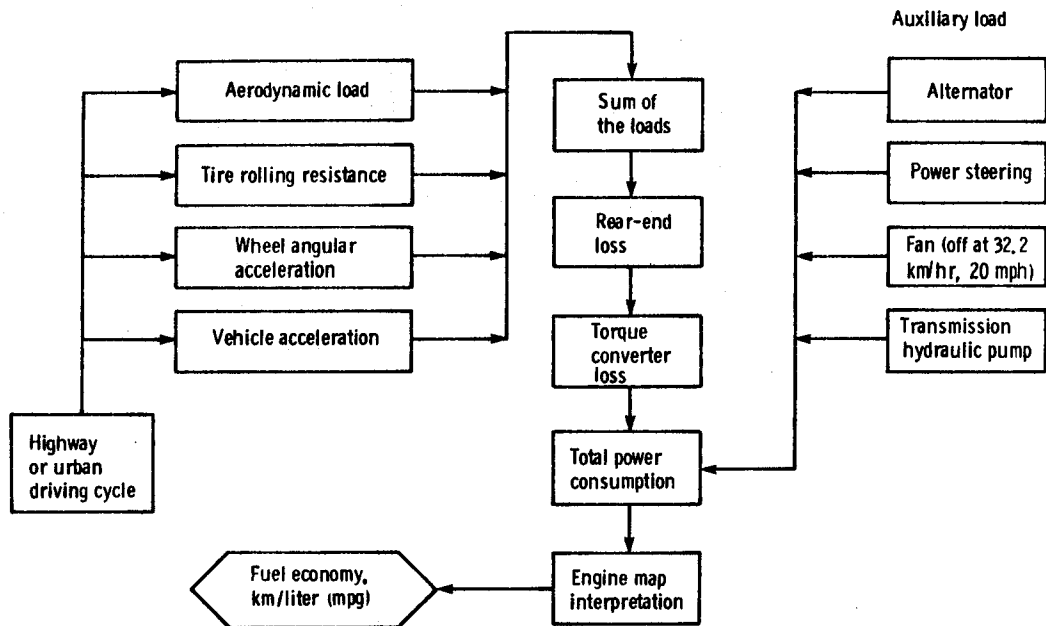 Auxiliary load
Aerodynamic load
Tire rolling resistance
Wheel angular
acceleration
Vehicle acceleration
Highway
or urban
driving cycle
Sum of
the loads
Rear-end
loss
Torque
converter
loss
Total power
consumption
Engine map
interpretation
Fuel economy,
km/liter (mpg)
Alternator
Power steering
Fan (off at 32.2
km/hr, 20 mph)
Transmission
hydraulic pump